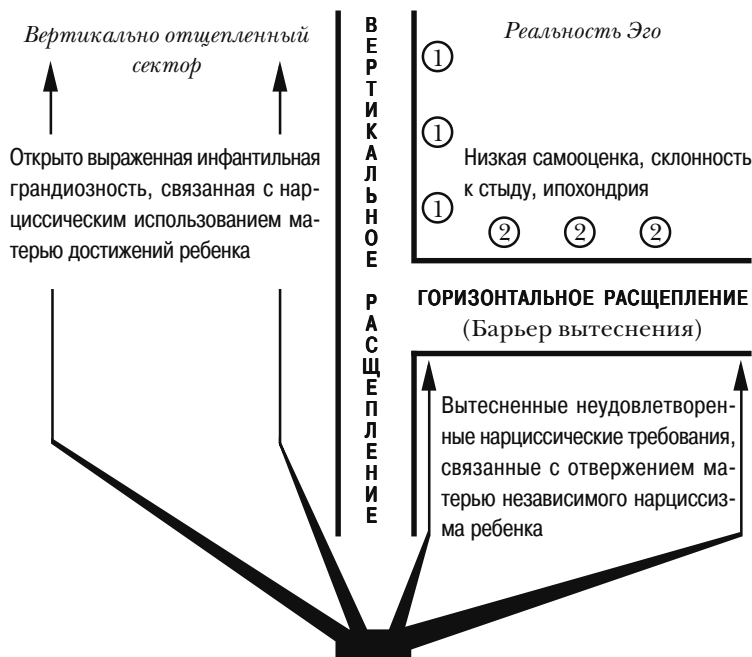 Вертикально отщепленный
сектор
Открыто выраженная инфантильная
грандиозность, связанная с нар-
циссическим использованием ма-
терью достижений ребенка
ВЕРТИКАЛЬНОЕ РАСЩЕПЛЕНИЕ
Реальность Эго
1
1
Низкая самооценка, склонность
к стыду, ипохондрия
1
2 2 2
ГОРИЗОНТАЛЬНОЕ РАСЩЕПЛЕНИЕ
(Барьер вытеснения)
Вытесненные неудовлетворен-
ные нарциссические требования,
связанные с отвержением ма-
терью независимого нарциссиз-
ма ребенка